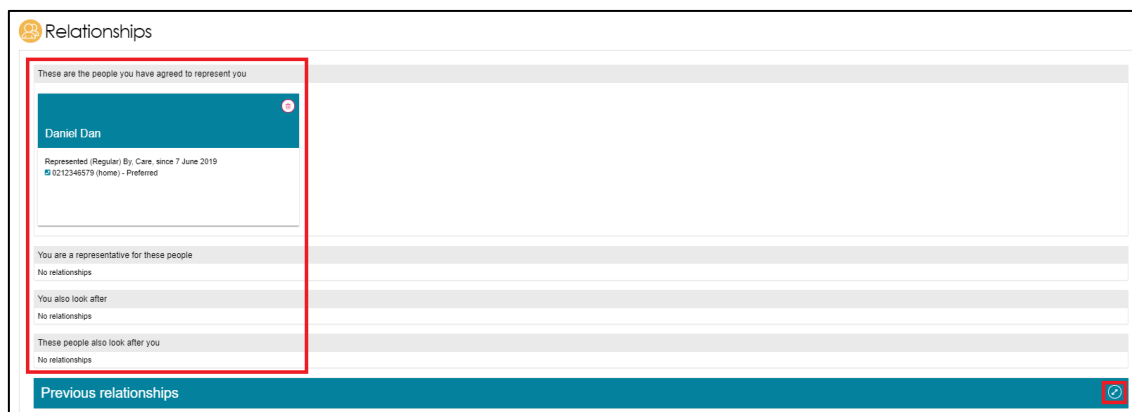 Relationships
These are the people you have agreed to represent you
Daniel Dan
Represented (Regular) By, Care, since 7 June 2019
0212346579 (home) - Preferred
You are a representative for these people
No relationships
You also look after
No relationships
These people also look after you
No relationships
Previous relationships